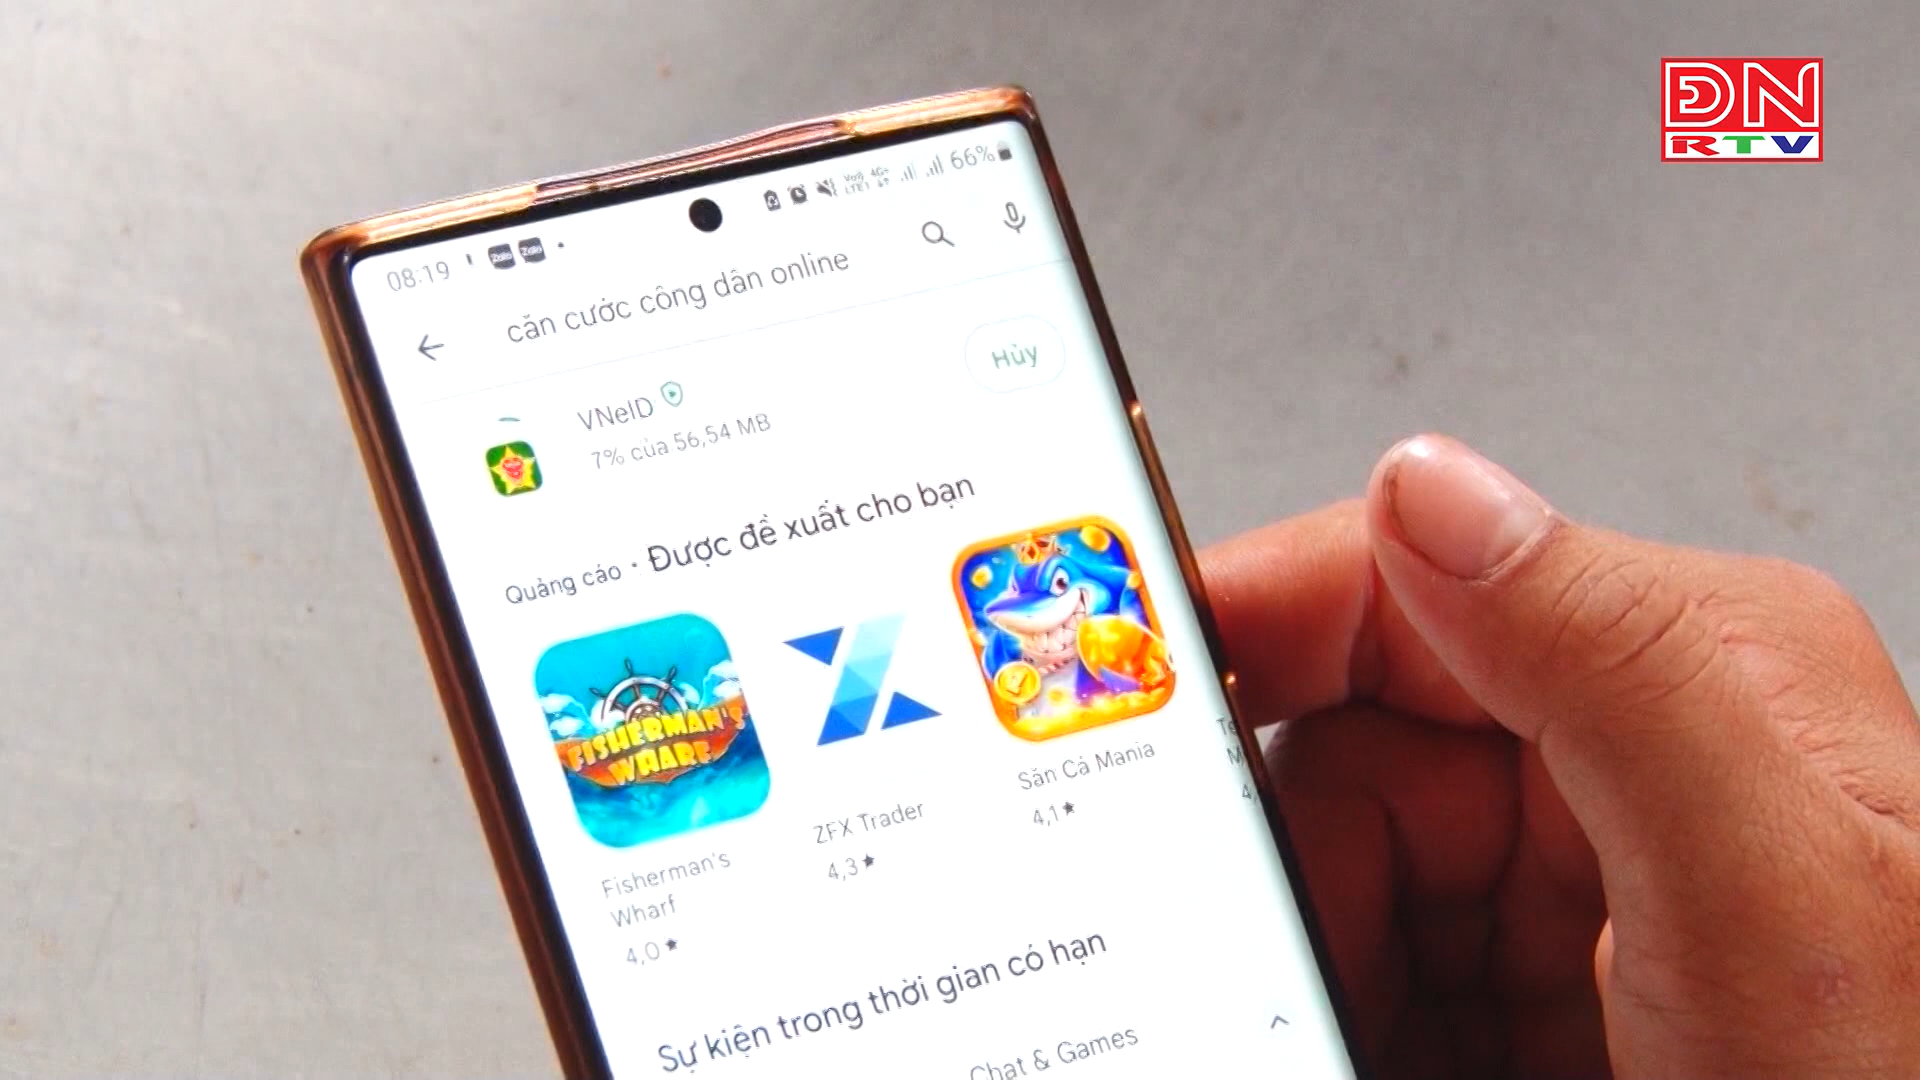 ĐN
RTV
08:19
Zalo Zalo
66%
căn cước công dân online
VNeID
Hủy
7% của 56,54 MB
Quảng cáo • Được đề xuất cho bạn
FISHERMAN'S
WHARF
Fisherman's
Wharf
4,0 ★
ZFX Trader
4,3 ★
Săn Cá Mania
4,1 ★
Sự kiện trong thời gian có hạn
Chat & Games